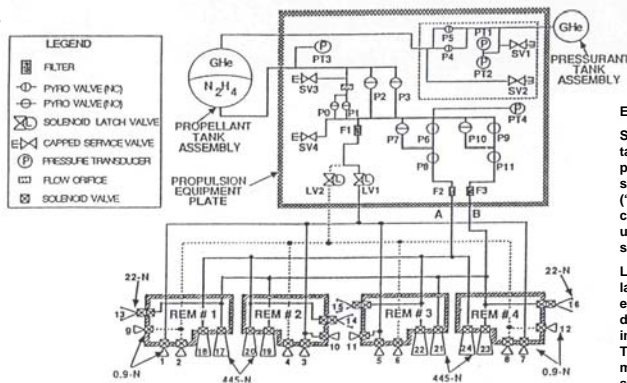 LEGEND
FILTER
PYRO VALVE (NC)
PYRO VALVE (NO)
SOLENOID LATCH VALVE
CAPPED SERVICE VALVE
PRESSURE TRANSDUCER
FLOW ORIFICE
SOLENOID VALVE
GHe
N2H4
PROPELLANT
TANK
ASSEMBLY
PROPULSION
EQUIPMENT
PLATE
GHe
PRESSURANT
TANK
ASSEMBLY
PT3
SV3
SV4
P0
P1
P2
P3
F1
P5
P4
PT1
PT2
SV1
SV2
PT4
P6
P7
P8
P9
P11
F2
F3
A
B
LV2
LV1
22-N
13
9
0.9-N
REM # 1
REM # 2
REM # 3
REM # 4
1
2
18
17
20
19
4
3
14
10
445-N
15
11
5
6
22
21
24
23
8
7
445-N
22-N
16
12
0.9-N